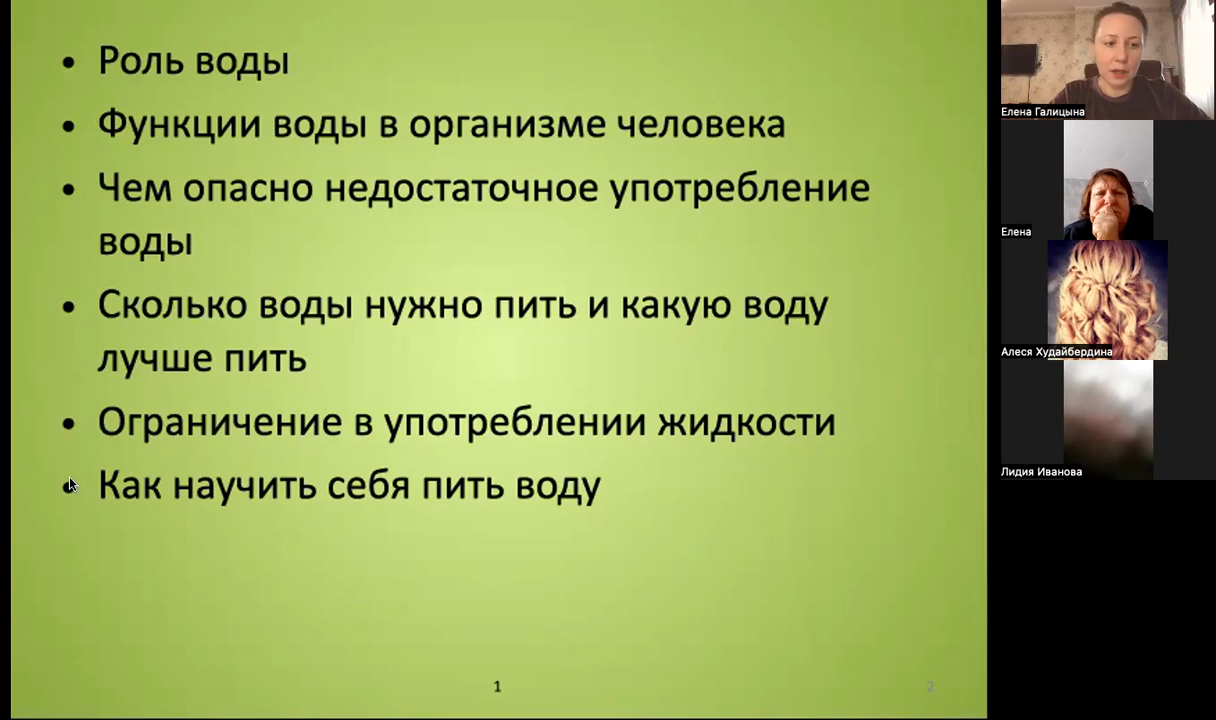 • Роль воды
• Функции воды в организме человека
• Чем опасно недостаточное употребление
воды
• Сколько воды нужно пить и какую воду
лучше пить
• Ограничение в употреблении жидкости
• Как научить себя пить воду
1
2
Елена Галицына
Елена
Алеся Худайбердина
Лидия Иванова